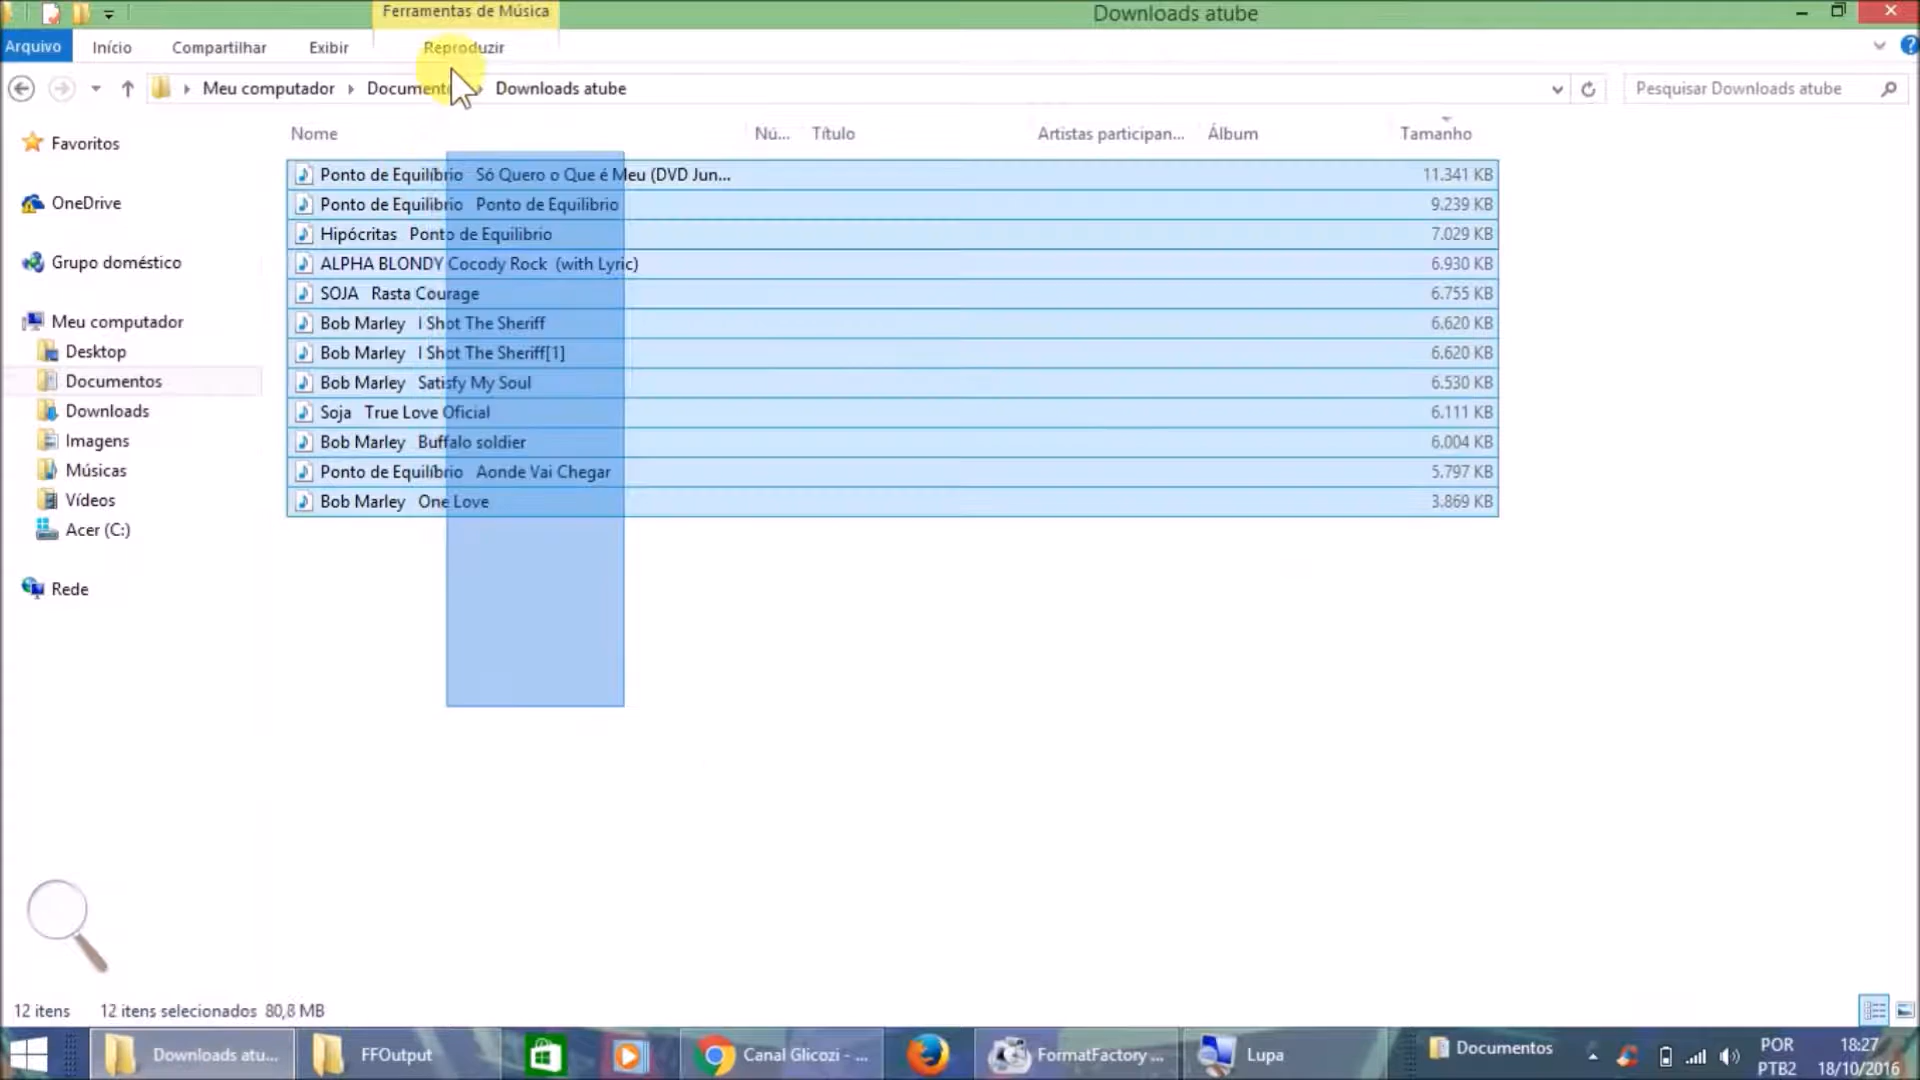 Ferramentas de Música
Downloads atube
Arquivo
Início
Compartilhar
Exibir
Reproduzir
Meu computador
Downloads atube
Pesquisar Downloads atube
Nome
Nú...
Título
Artistas participan...
Álbum
Tamanho
Favoritos
OneDrive
Grupo doméstico
Meu computador
Desktop
Documentos
Downloads
Imagens
Músicas
Vídeos
Acer (C:)
Rede
Ponto de Equilíbrio Só Quero o Que é Meu (DVD Jun... 11.341 KB
Ponto de Equilíbrio Ponto de Equilibrio 9.239 KB
Hipócritas Ponto de Equilibrio 7.029 KB
ALPHA BLONDY Cocody Rock (with Lyric) 6.930 KB
SOJA Rasta Courage 6.755 KB
Bob Marley I Shot The Sheriff 6.620 KB
Bob Marley I Shot The Sheriff[1] 6.620 KB
Bob Marley Satisfy My Soul 6.530 KB
Soja True Love Oficial 6.111 KB
Bob Marley Buffalo soldier 6.004 KB
Ponto de Equilíbrio Aonde Vai Chegar 5.797 KB
Bob Marley One Love 3.869 KB
12 itens
12 itens selecionados 80,8 MB
Downloads atu...
FFOutput
Canal Glicozi - ...
FormatFactory ...
Lupa
Documentos
POR
PTB2
18:27
18/10/2016